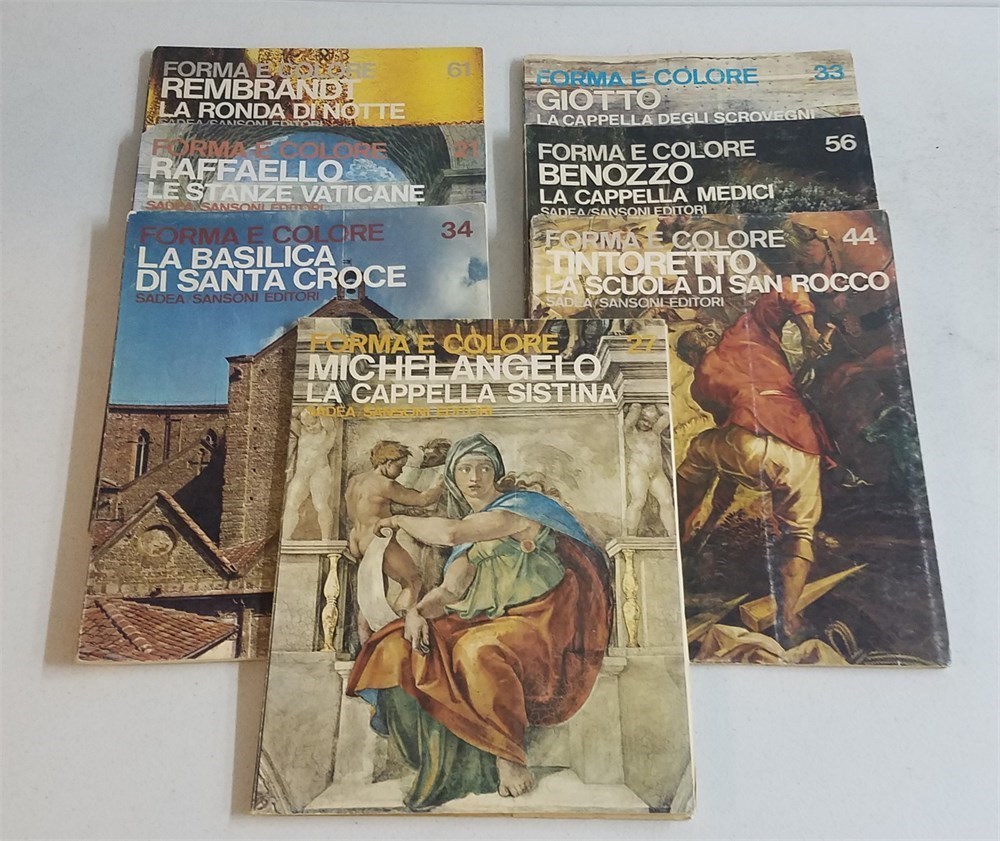 FORMA E COLORE 61
REMBRANDT
LA RONDA DI NOTTE
SADEA/SANSONI EDITORI
FORMA E COLORE
RAFFAELLO
LE STANZE VATICANE
SADEA/SANSONI EDITORI
FORMA E COLORE 34
LA BASILICA
DI SANTA CROCE
SADEA/SANSONI EDITORI
FORMA E COLORE 33
GIOTTO
LA CAPPELLA DEGLI SCROVEGNI
FORMA E COLORE 56
BENOZZO
LA CAPPELLA MEDICI
SADEA/SANSONI EDITORI
FORMA E COLORE 44
TINTORETTO
LA SCUOLA DI SAN ROCCO
SADEA/SANSONI EDITORI
FORMA E COLORE 27
MICHELANGELO
LA CAPPELLA SISTINA
SADEA/SANSONI EDITORI